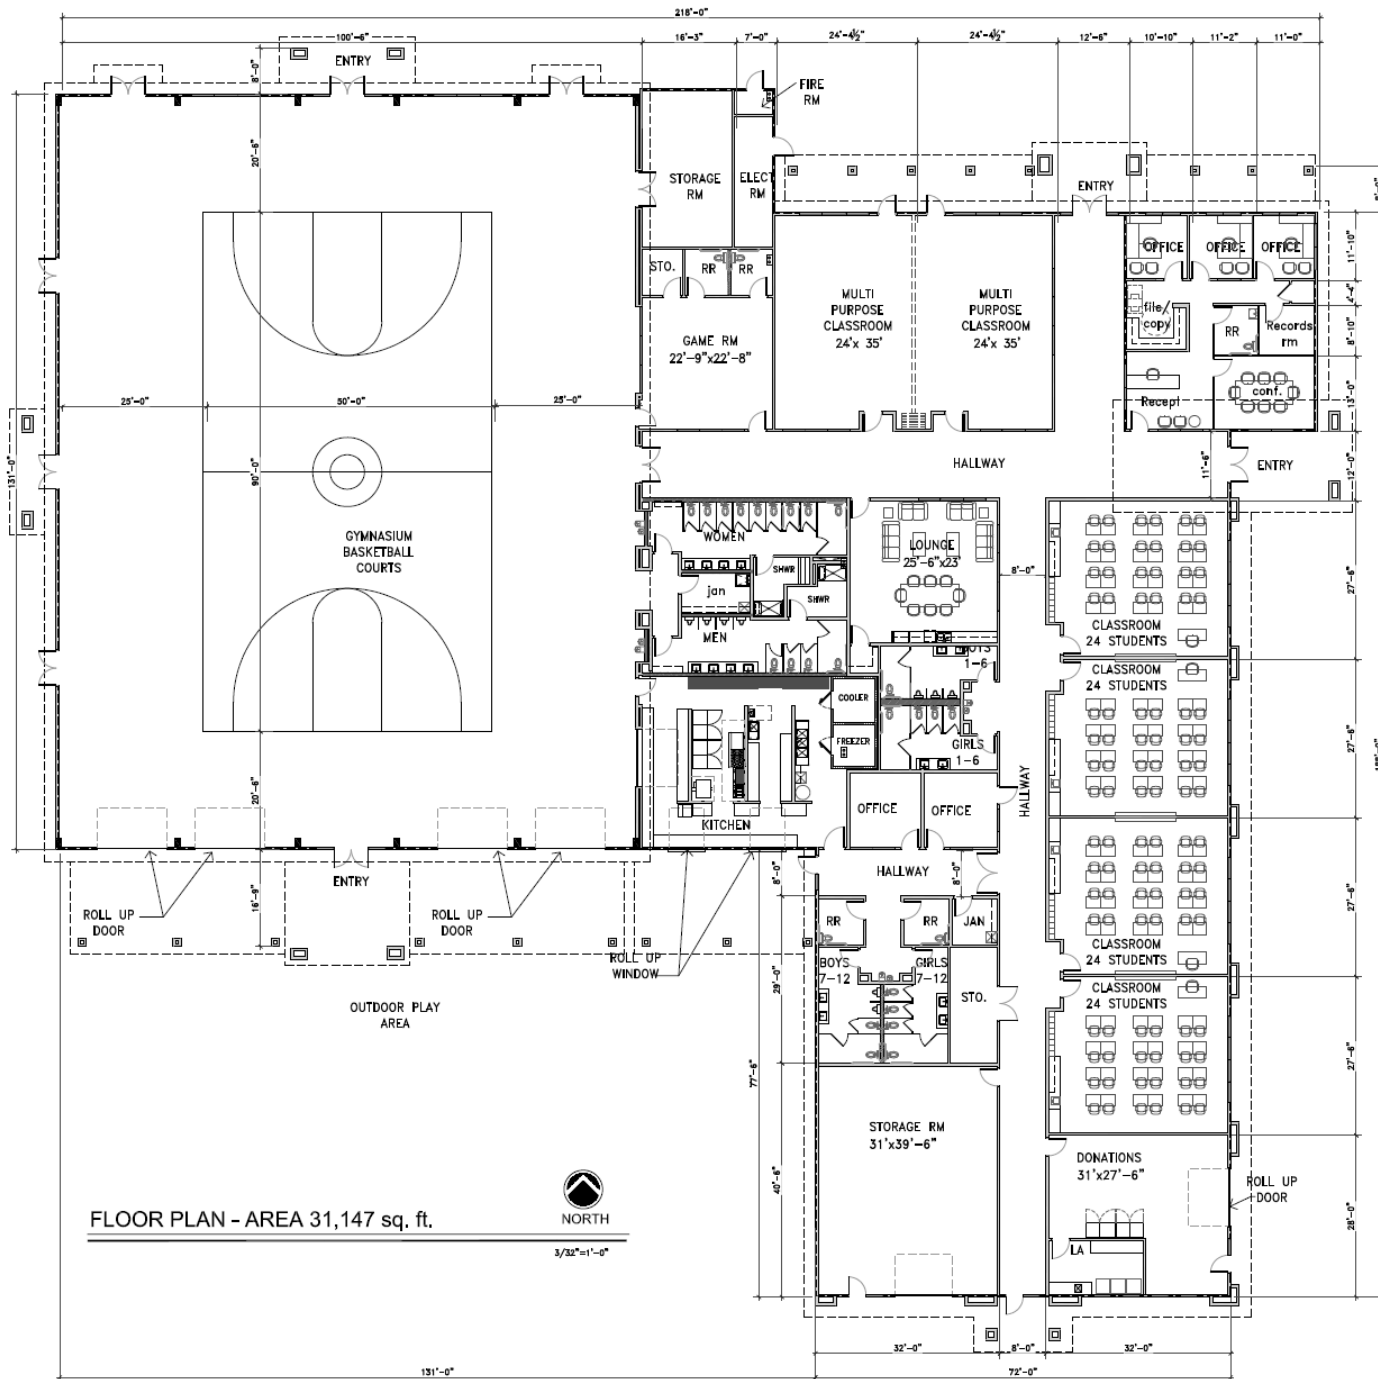 218'-0"
100'-6"
16'-3"
7'-0"
24'-4½"
24'-4½"
12'-6"
10'-10"
11'-2"
11'-0"
ENTRY
8'-0"
FIRE
RM
20'-6"
STORAGE
RM
ELECT
RM
ENTRY
OFFICE
OFFICE
OFFICE
11'-10"
STO.
RR
RR
4'-4"
MULTI
PURPOSE
CLASSROOM
24'x 35'
MULTI
PURPOSE
CLASSROOM
24'x 35'
file/
copy
RR
Records
rm
8'-10"
GAME RM
22'-9"x22'-8"
25'-0"
50'-0"
25'-0"
Recept
conf.
13'-0"
131'-0"
90'-0"
HALLWAY
11'-6"
ENTRY
12'-0"
GYMNASIUM
BASKETBALL
COURTS
WOMEN
LOUNGE
25'-6"x23'
SHWR
jan
SHWR
8'-0"
27'-6"
MEN
CLASSROOM
24 STUDENTS
BOYS
1-6
CLASSROOM
24 STUDENTS
COOLER
FREEZER
GIRLS
1-6
27'-6"
HALLWAY
20'-6"
OFFICE
OFFICE
KITCHEN
ENTRY
HALLWAY
8'-0"
8'-0"
16'-9"
27'-6"
ROLL UP
DOOR
ROLL UP
DOOR
RR
RR
JAN
CLASSROOM
24 STUDENTS
ROLL UP
WINDOW
BOYS
7-12
GIRLS
7-12
29'-0"
STO.
CLASSROOM
24 STUDENTS
OUTDOOR PLAY
AREA
27'-6"
77'-6"
STORAGE RM
31'x39'-6"
DONATIONS
31'x27'-6"
ROLL UP
DOOR
40'-6"
28'-0"
FLOOR PLAN - AREA 31,147 sq. ft.
NORTH
3/32"=1'-0"
LA
32'-0"
8'-0"
32'-0"
131'-0"
72'-0"